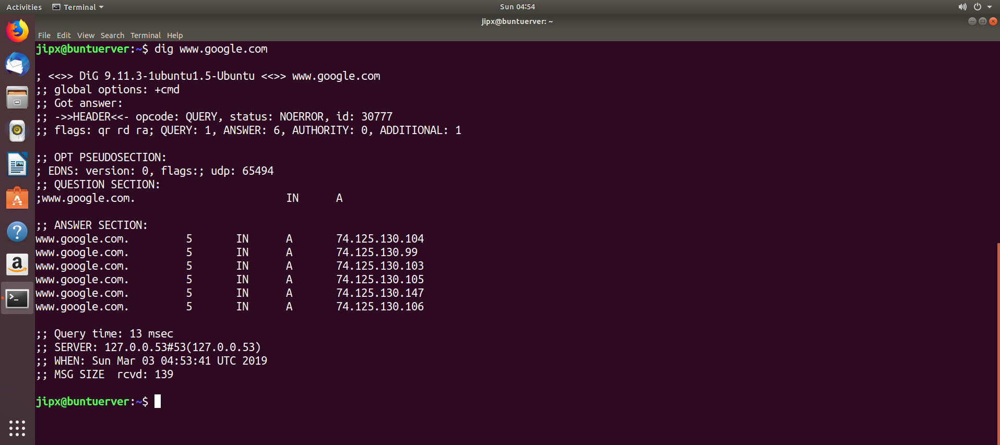 Activities Terminal Sun 04:54
jipx@buntuerver: ~
File Edit View Search Terminal Help
jipx@buntuerver:~$ dig www.google.com
; <<>> DiG 9.11.3-1ubuntu1.5-Ubuntu <<>> www.google.com
;; global options: +cmd
;; Got answer:
;; ->>HEADER<<- opcode: QUERY, status: NOERROR, id: 30777
;; flags: qr rd ra; QUERY: 1, ANSWER: 6, AUTHORITY: 0, ADDITIONAL: 1
;; OPT PSEUDOSECTION:
; EDNS: version: 0, flags:; udp: 65494
;; QUESTION SECTION:
;www.google.com. IN A
;; ANSWER SECTION:
www.google.com. 5 IN A 74.125.130.104
www.google.com. 5 IN A 74.125.130.99
www.google.com. 5 IN A 74.125.130.103
www.google.com. 5 IN A 74.125.130.105
www.google.com. 5 IN A 74.125.130.147
www.google.com. 5 IN A 74.125.130.106
;; Query time: 13 msec
;; SERVER: 127.0.0.53#53(127.0.0.53)
;; WHEN: Sun Mar 03 04:53:41 UTC 2019
;; MSG SIZE  rcvd: 139
jipx@buntuerver:~$